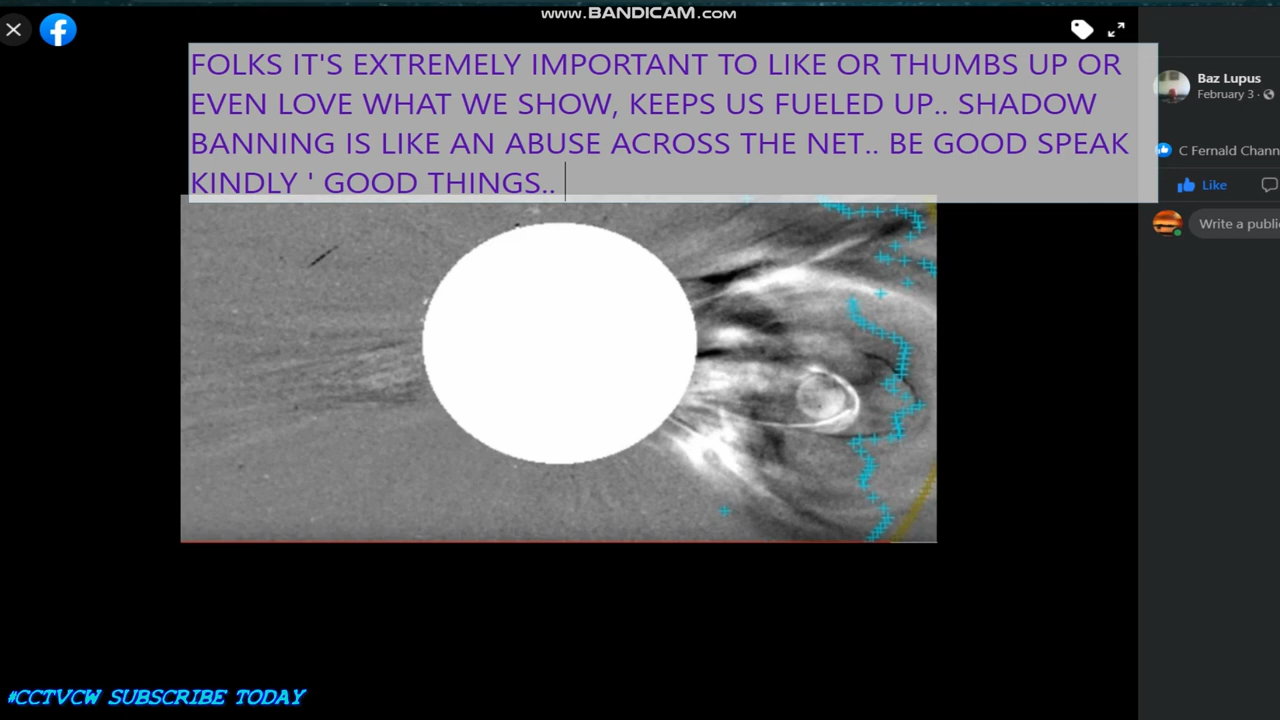 www.BANDICAM.com
FOLKS IT'S EXTREMELY IMPORTANT TO LIKE OR THUMBS UP OR
EVEN LOVE WHAT WE SHOW, KEEPS US FUELED UP.. SHADOW
BANNING IS LIKE AN ABUSE ACROSS THE NET.. BE GOOD SPEAK
KINDLY ' GOOD THINGS..
Baz Lupus
February 3 ·
C Fernald Chann
Like
Write a publi
#CCTVCW SUBSCRIBE TODAY